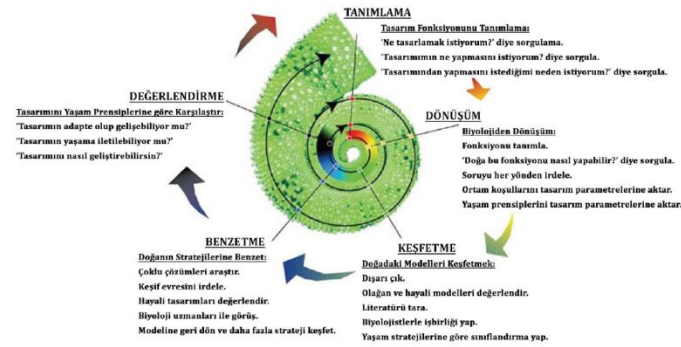 TANIMLAMA
Tasarım Fonksiyonunu Tanımlama:
'Ne tasarlamak istiyorum?' diye sorgulama.
'Tasarımımın ne yapmasını istiyorum? diye sorgula.
'Tasarımından yapmasını istediğimi neden istiyorum?' diye sorgula.
DÖNÜŞÜM
Biyolojiden Dönüşüm:
Fonksiyonu tanımla.
'Doğa bu fonksiyonu nasıl yapabilir?' diye sorgula.
Soruyu her yönden irdele.
Ortam koşullarını tasarım parametrelerine aktar.
Yaşam prensiplerini tasarım parametrelerine aktar.
KEŞFETME
Doğadaki Modelleri Keşfetmek:
Dışarı çık.
Olağan ve hayali modelleri değerlendir.
Literatürü tara.
Biyolojistlerle işbirliği yap.
Yaşam stratejilerine göre sınıflandırma yap.
BENZETME
Doğanın Stratejilerine Benzet:
Çoklu çözümleri araştır.
Keşif evresini irdele.
Hayali tasarımları değerlendir.
Biyoloji uzmanları ile görüş.
Modeline geri dön ve daha fazla strateji keşfet.
DEĞERLENDİRME
Tasarımını Yaşam Prensiplerine göre Karşılaştır:
'Tasarımın adapte olup gelişebiliyor mu?'
'Tasarımın yaşama iletilebiliyor mu?'
'Tasarımını nasıl geliştirebilirsin?'